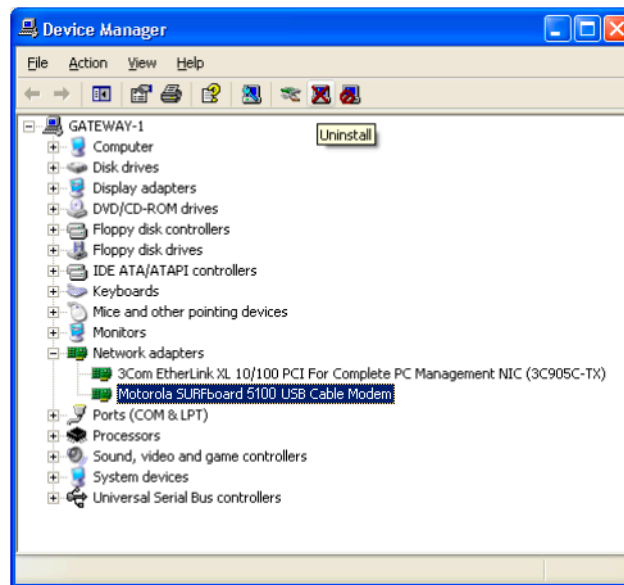 Device Manager
File Action View Help
Uninstall
GATEWAY-1
Computer
Disk drives
Display adapters
DVD/CD-ROM drives
Floppy disk controllers
Floppy disk drives
IDE ATA/ATAPI controllers
Keyboards
Mice and other pointing devices
Monitors
Network adapters
3Com EtherLink XL 10/100 PCI For Complete PC Management NIC (3C905C-TX)
Motorola SURFboard 5100 USB Cable Modem
Ports (COM & LPT)
Processors
Sound, video and game controllers
System devices
Universal Serial Bus controllers